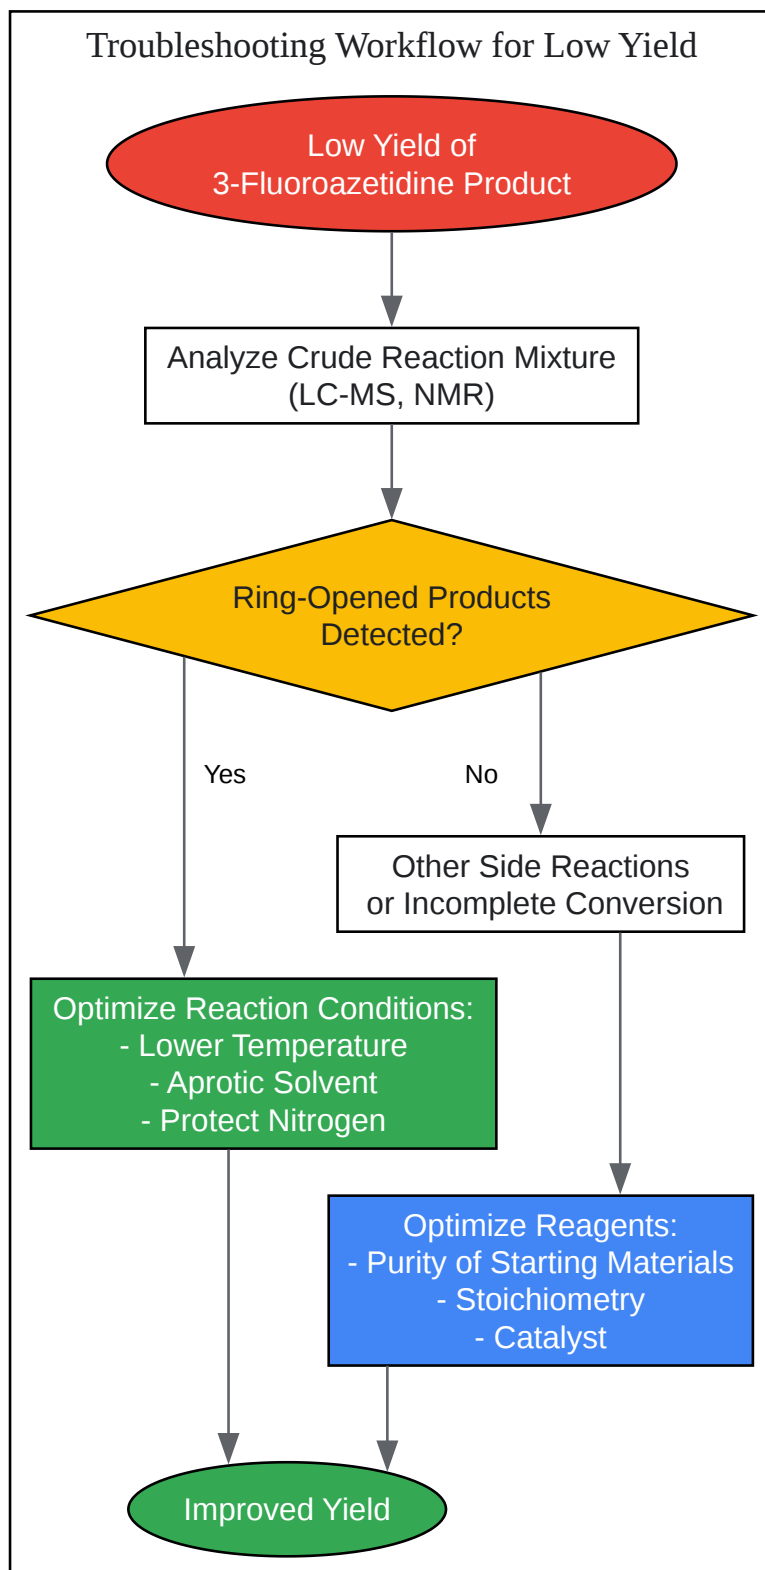 Troubleshooting Workflow for Low Yield
Low Yield of
3-Fluoroazetidine Product
Analyze Crude Reaction Mixture
(LC-MS, NMR)
Ring-Opened Products
Detected?
Yes
No
Other Side Reactions
or Incomplete Conversion
Optimize Reaction Conditions:
- Lower Temperature
- Aprotic Solvent
- Protect Nitrogen
Optimize Reagents:
- Purity of Starting Materials
- Stoichiometry
- Catalyst
Improved Yield